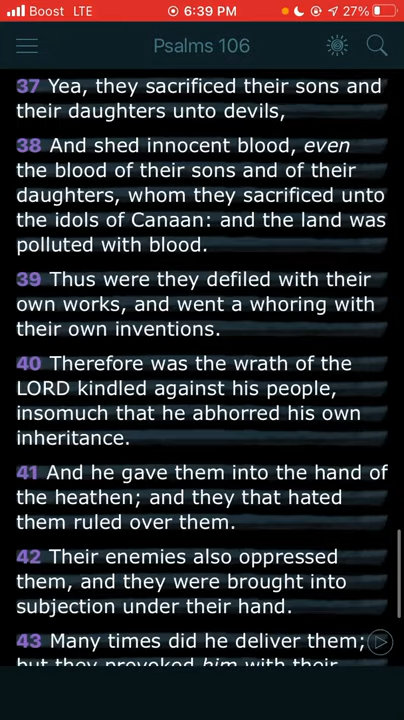 Boost LTE 6:39 PM 27%
Psalms 106
37 Yea, they sacrificed their sons and
their daughters unto devils,
38 And shed innocent blood, even
the blood of their sons and of their
daughters, whom they sacrificed unto
the idols of Canaan: and the land was
polluted with blood.
39 Thus were they defiled with their
own works, and went a whoring with
their own inventions.
40 Therefore was the wrath of the
LORD kindled against his people,
insomuch that he abhorred his own
inheritance.
41 And he gave them into the hand of
the heathen; and they that hated
them ruled over them.
42 Their enemies also oppressed
them, and they were brought into
subjection under their hand.
43 Many times did he deliver them;
but they provoked him with their